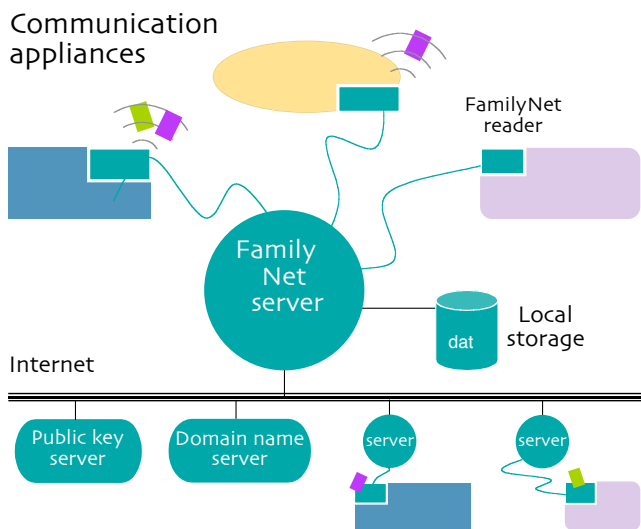 Communication
appliances
FamilyNet
reader
Family
Net
server
Local
storage
dat
Internet
Public key
server
Domain name
server
server
server